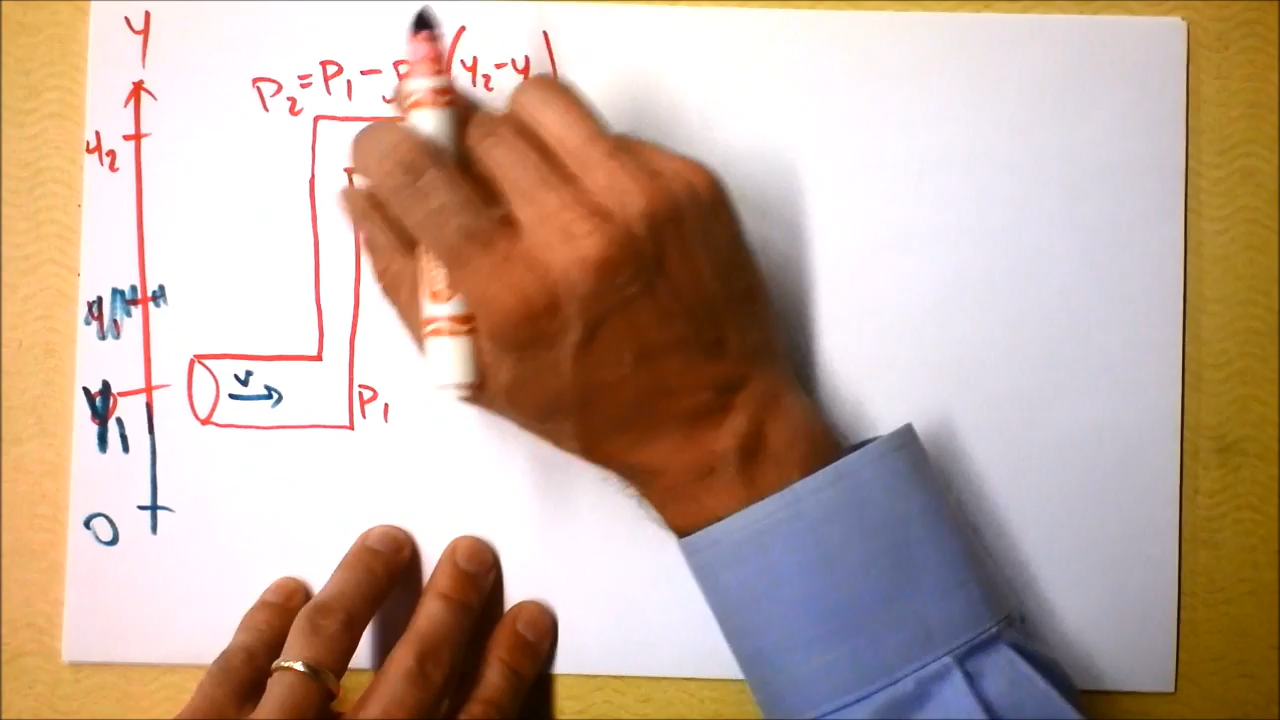 y
P₂ = P₁ - ρ (y₂ - y
y₂
v
P₁
y₁
0